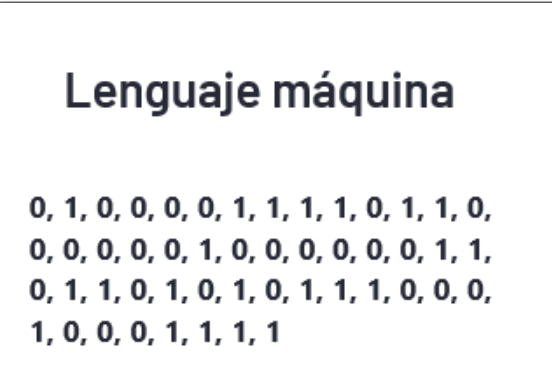 Lenguaje máquina
0, 1, 0, 0, 0, 0, 1, 1, 1, 1, 0, 1, 1, 0,
0, 0, 0, 0, 0, 1, 0, 0, 0, 0, 0, 0, 1, 1,
0, 1, 1, 0, 1, 0, 1, 0, 1, 1, 1, 0, 0, 0,
1, 0, 0, 0, 1, 1, 1, 1